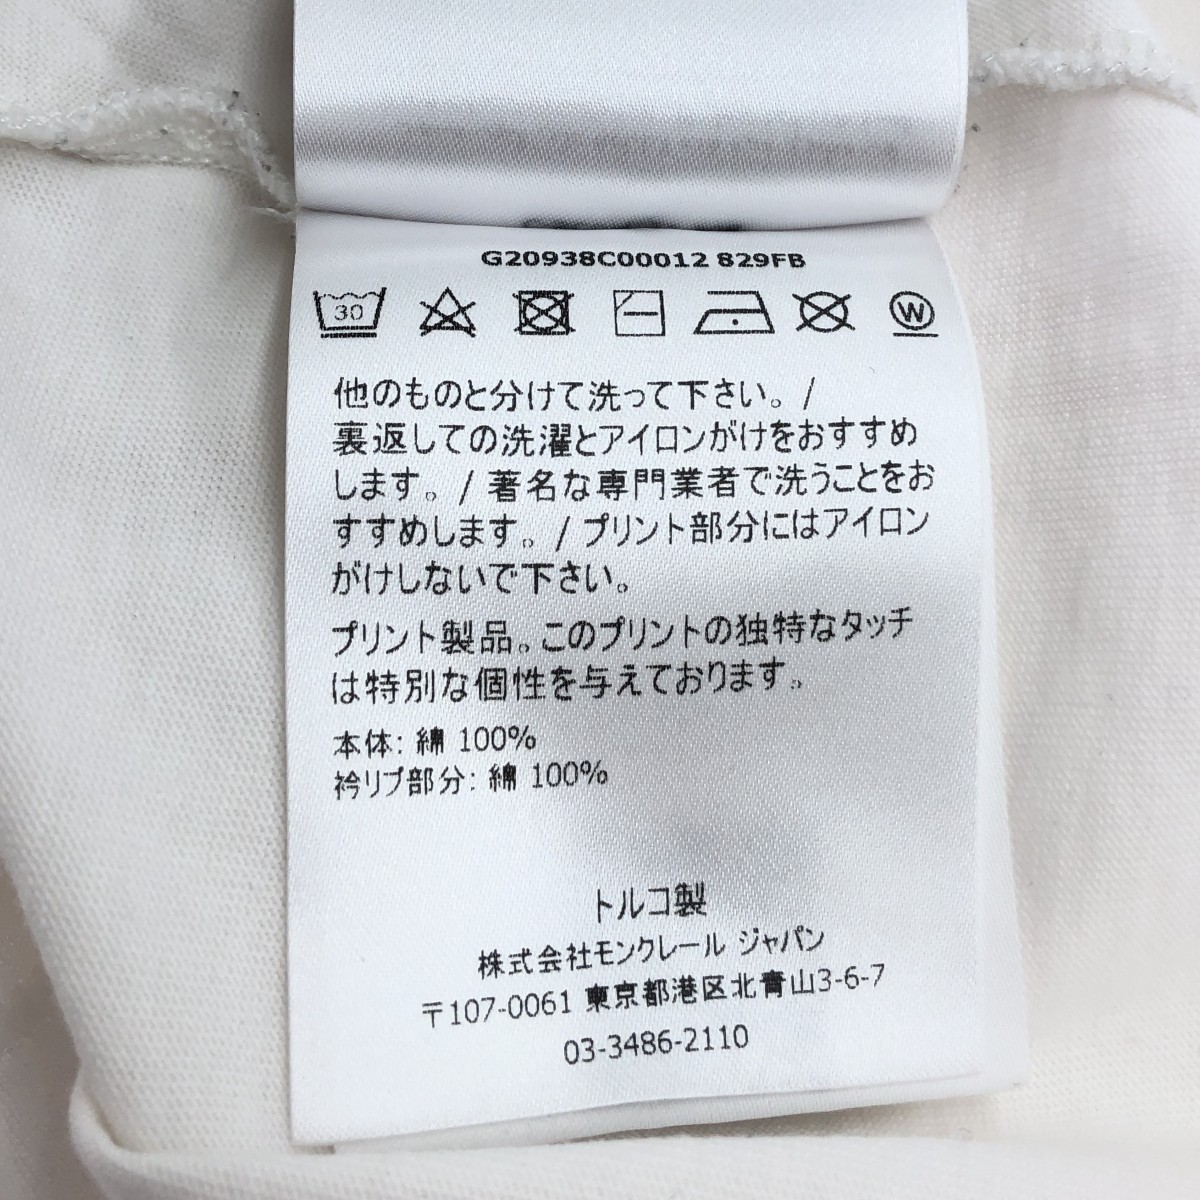 G20938C00012 829FB
30
W
他のものと分けて洗って下さい。/
裏返しての洗濯とアイロンがけをおすすめ
します。/ 著名な専門業者で洗うことをお
すすめします。/ プリント部分にはアイロン
がけしないで下さい。
プリント製品。このプリントの独特なタッチ
は特別な個性を与えております。
本体: 綿 100%
衿リブ部分: 綿 100%
トルコ製
株式会社モンクレール ジャパン
〒107-0061 東京都港区北青山3-6-7
03-3486-2110